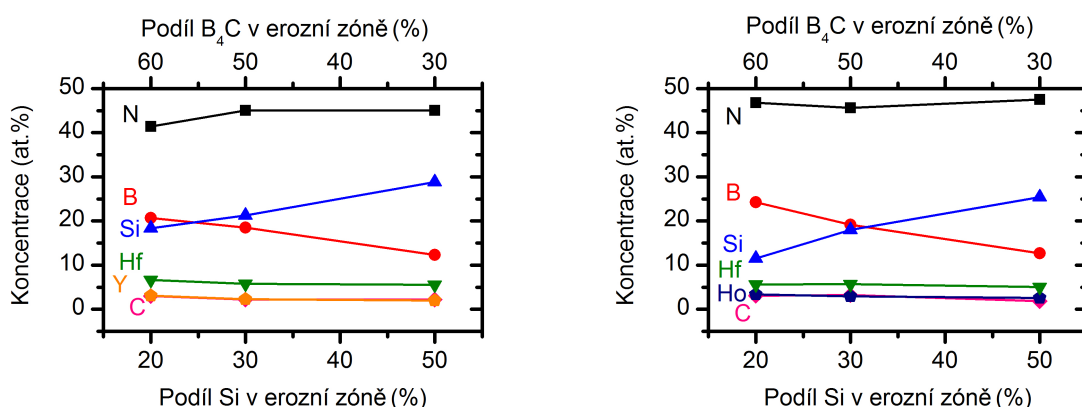 Podíl B4C v erozní zóně (%)
60 50 40 30
Koncentrace (at.%)
50
40
30
20
10
0
N
B
Si
Hf
Y
C
20 30 40 50
Podíl Si v erozní zóně (%)
Podíl B4C v erozní zóně (%)
60 50 40 30
Koncentrace (at.%)
50
40
30
20
10
0
N
B
Si
Hf
Ho
C
20 30 40 50
Podíl Si v erozní zóně (%)